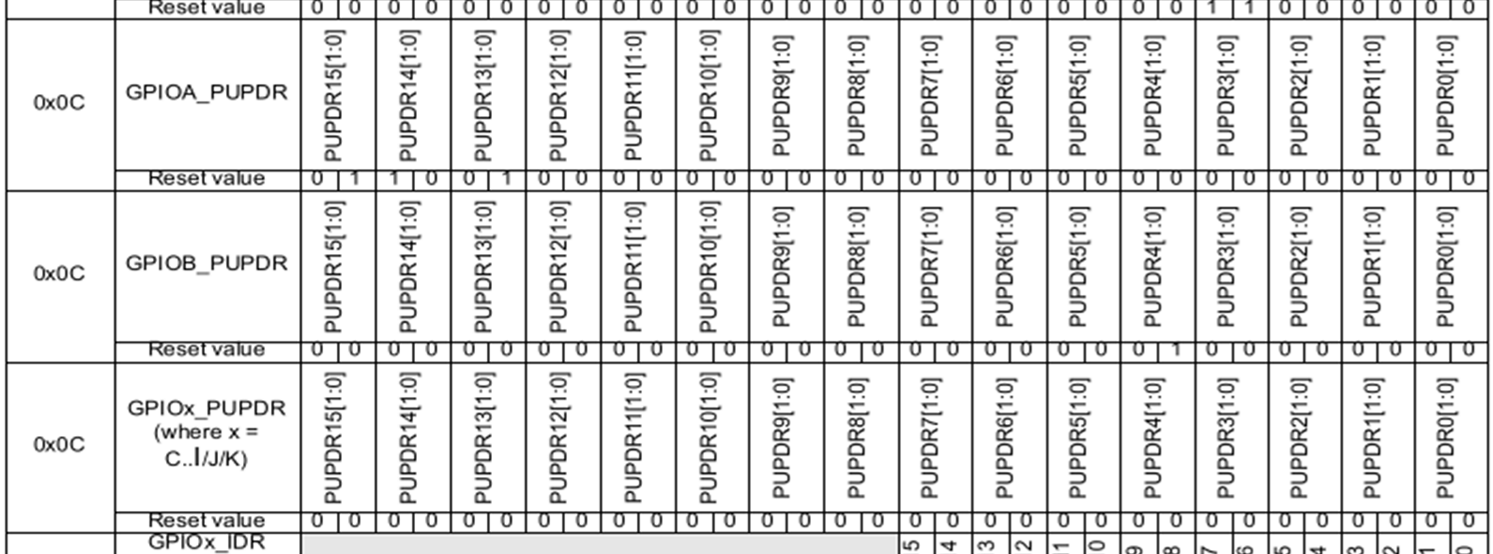 Reset value 0 0 0 0 0 0 0 0 0 0 0 0 0 0 0 0 0 0 0 0 0 0 0 0 1 1 0 0 0 0 0 0
0x0C GPIOA_PUPDR PUPDR15[1:0] PUPDR14[1:0] PUPDR13[1:0] PUPDR12[1:0] PUPDR11[1:0] PUPDR10[1:0] PUPDR9[1:0] PUPDR8[1:0] PUPDR7[1:0] PUPDR6[1:0] PUPDR5[1:0] PUPDR4[1:0] PUPDR3[1:0] PUPDR2[1:0] PUPDR1[1:0] PUPDR0[1:0]
Reset value 0 1 1 0 0 1 0 0 0 0 0 0 0 0 0 0 0 0 0 0 0 0 0 0 0 0 0 0 0 0 0 0
0x0C GPIOB_PUPDR PUPDR15[1:0] PUPDR14[1:0] PUPDR13[1:0] PUPDR12[1:0] PUPDR11[1:0] PUPDR10[1:0] PUPDR9[1:0] PUPDR8[1:0] PUPDR7[1:0] PUPDR6[1:0] PUPDR5[1:0] PUPDR4[1:0] PUPDR3[1:0] PUPDR2[1:0] PUPDR1[1:0] PUPDR0[1:0]
Reset value 0 0 0 0 0 0 0 0 0 0 0 0 0 0 0 0 0 0 0 0 0 0 0 1 0 0 0 0 0 0 0 0
GPIOx_PUPDR
(where x =
C..I/J/K)
0x0C PUPDR15[1:0] PUPDR14[1:0] PUPDR13[1:0] PUPDR12[1:0] PUPDR11[1:0] PUPDR10[1:0] PUPDR9[1:0] PUPDR8[1:0] PUPDR7[1:0] PUPDR6[1:0] PUPDR5[1:0] PUPDR4[1:0] PUPDR3[1:0] PUPDR2[1:0] PUPDR1[1:0] PUPDR0[1:0]
Reset value 0 0 0 0 0 0 0 0 0 0 0 0 0 0 0 0 0 0 0 0 0 0 0 0 0 0 0 0 0 0 0 0
GPIOx_IDR